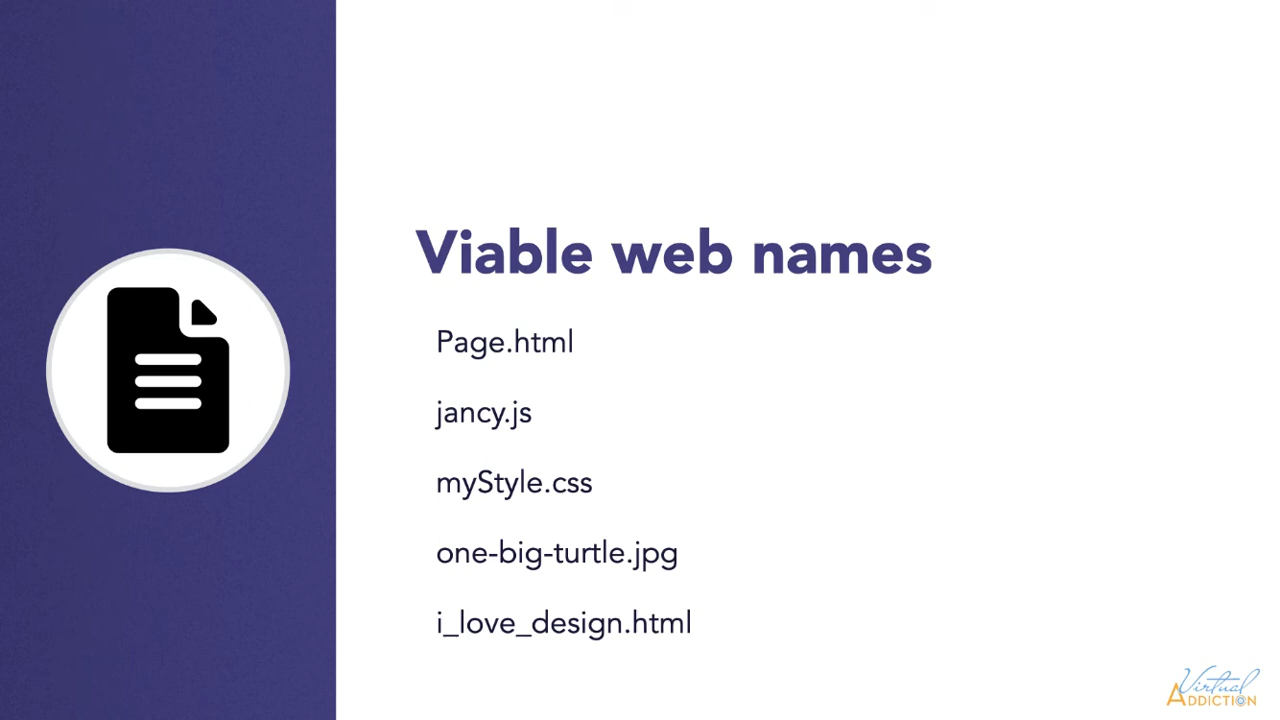 Viable web names
Page.html
jancy.js
myStyle.css
one-big-turtle.jpg
i_love_design.html
Virtual
ADDICTION